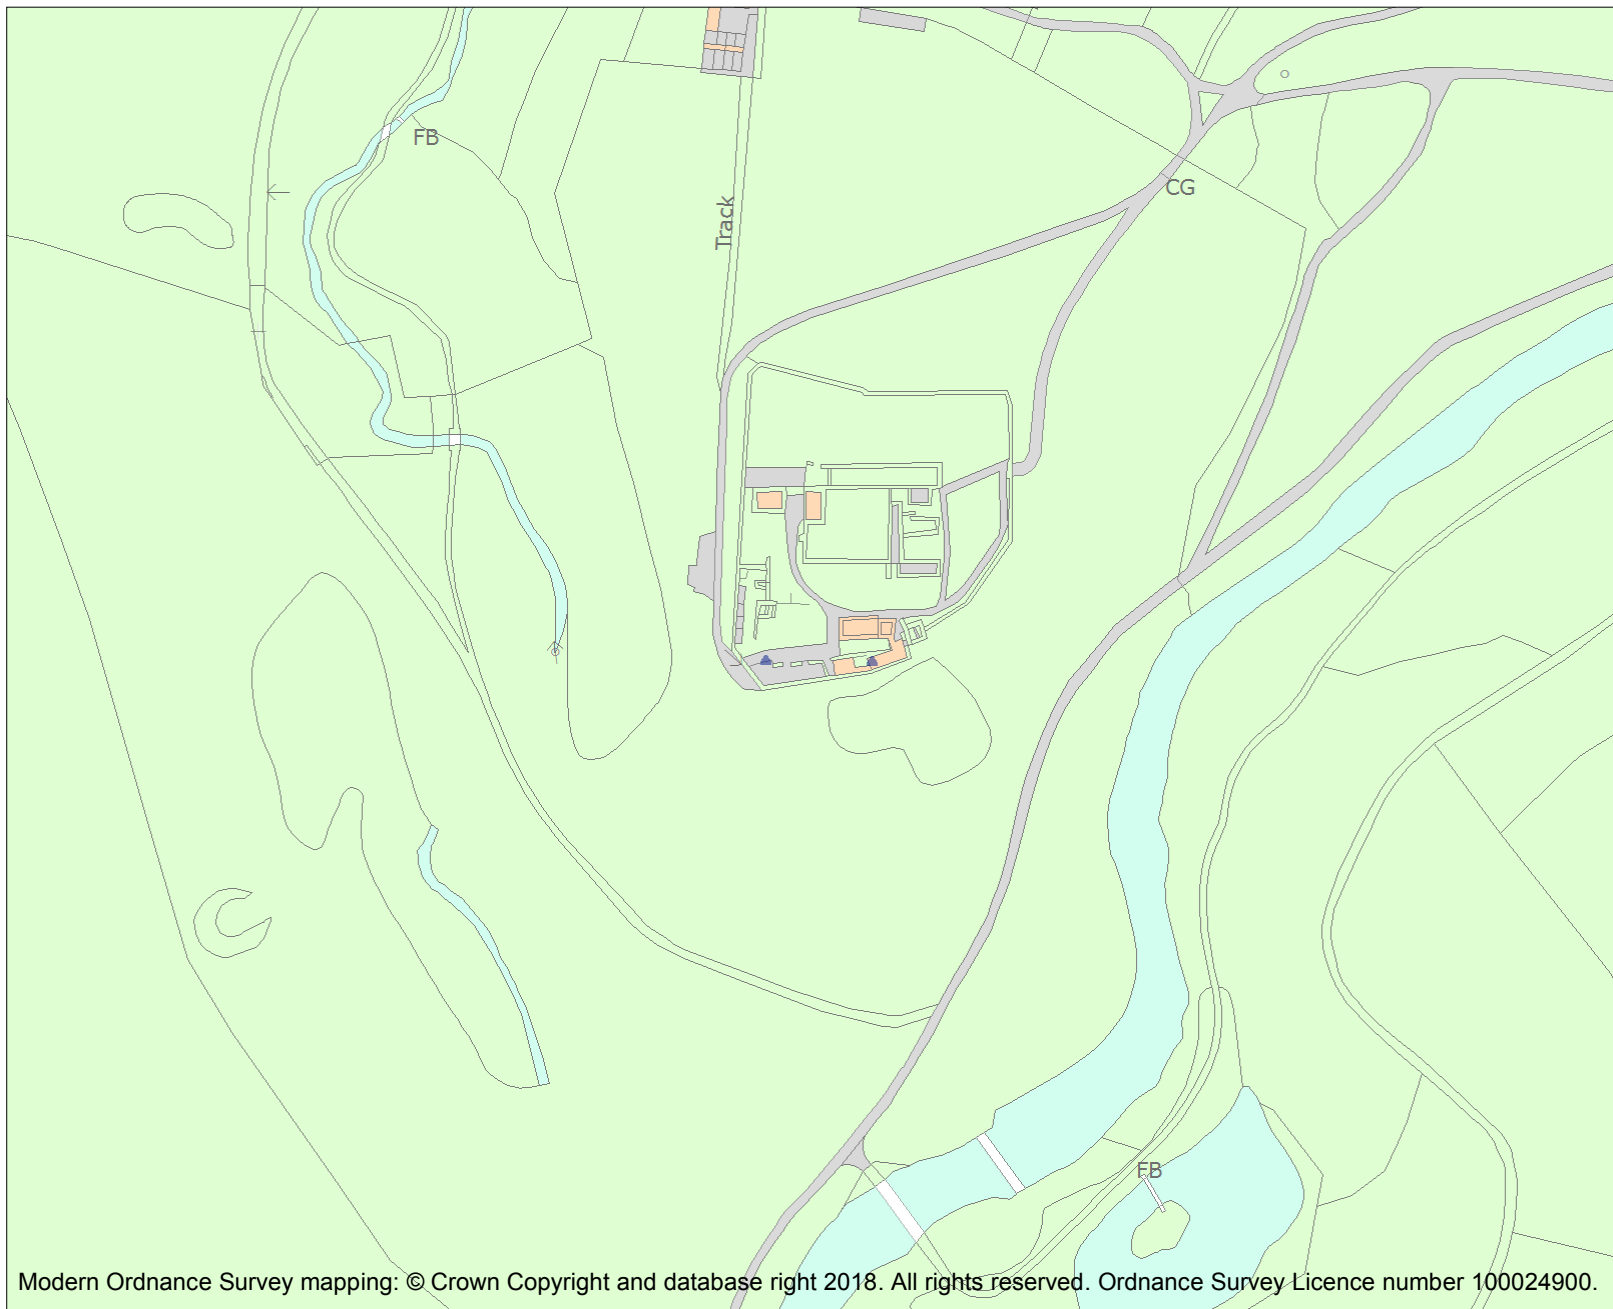 FB
CG
Track
FB
Modern Ordnance Survey mapping: © Crown Copyright and database right 2018. All rights reserved. Ordnance Survey Licence number 100024900.